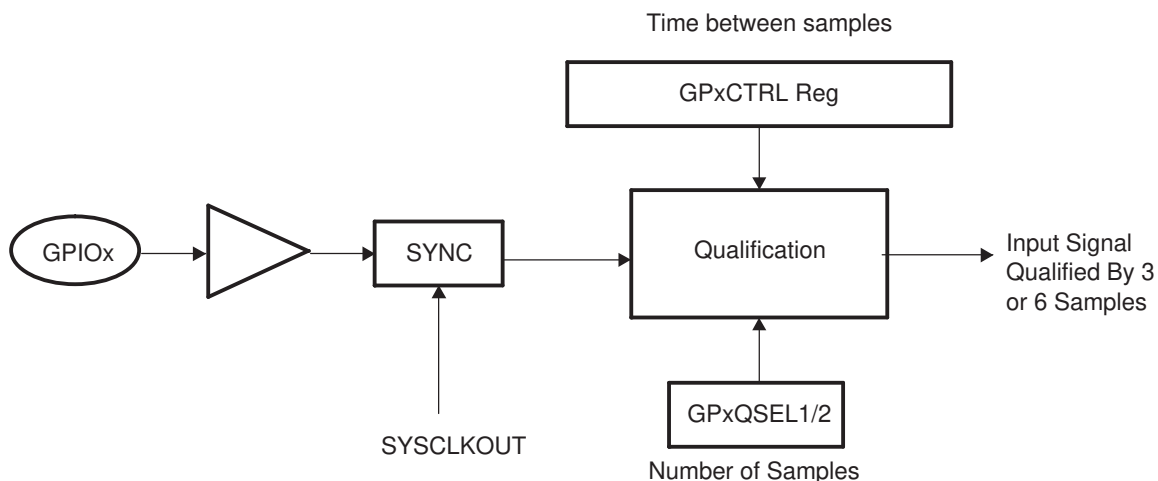 Time between samples
GPxCTRL Reg
GPIOx
SYNC
Qualification
Input Signal
Qualified By 3
or 6 Samples
GPxQSEL1/2
SYSCLKOUT
Number of Samples